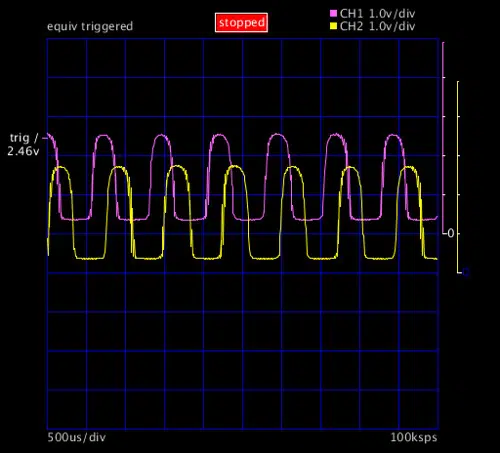 CH1 1.0v/div
equiv triggered
stopped
CH2 1.0v/div
trig /
2.46v
0
500us/div
100ksps